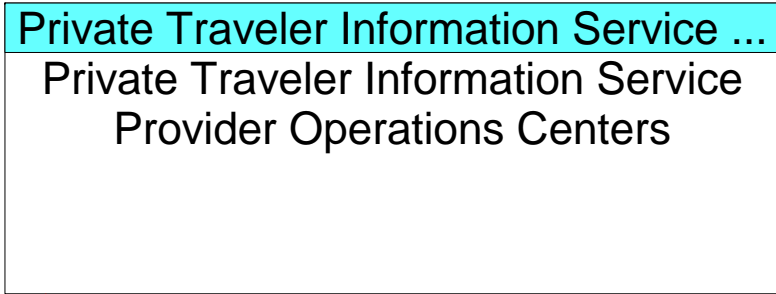 Private Traveler Information Service ...
Private Traveler Information Service
Provider Operations Centers